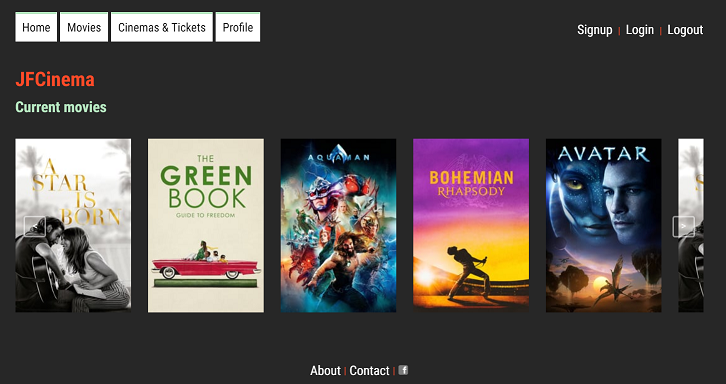 Home Movies Cinemas & Tickets Profile
Signup | Login | Logout
JFCinema
Current movies
A
STAR
IS
BORN
THE
GREEN
BOOK
GUIDE TO FREEDOM
AQUAMAN
BOHEMIAN
RHAPSODY
AVATAR
>
About | Contact | f